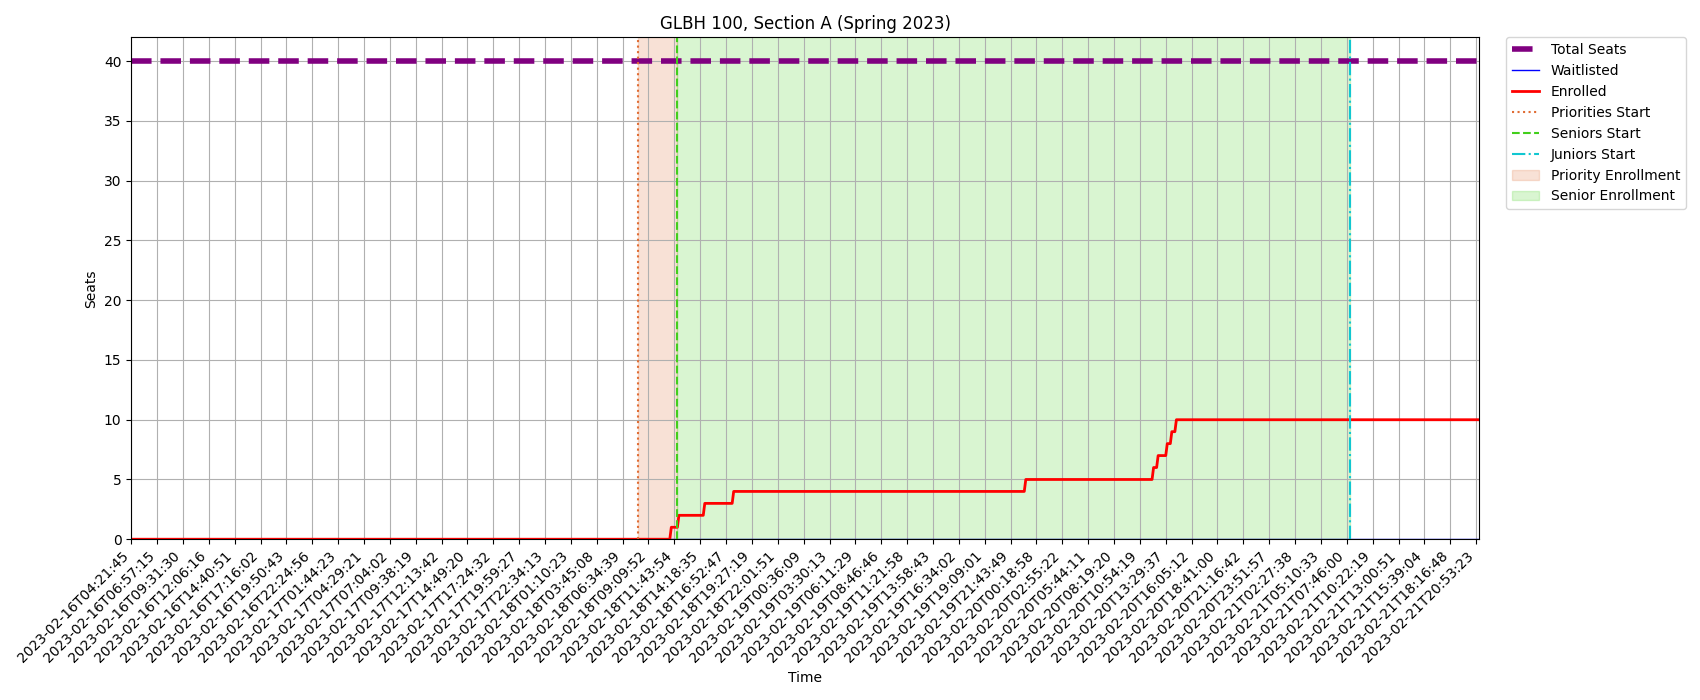 GLBH 100, Section A (Spring 2023)
Total Seats
Waitlisted
Enrolled
Priorities Start
Seniors Start
Juniors Start
Priority Enrollment
Senior Enrollment
Seats
40
35
30
25
20
15
10
5
0
2023-02-16T04:21:45
2023-02-16T06:57:15
2023-02-16T09:31:30
2023-02-16T12:06:16
2023-02-16T14:40:51
2023-02-16T17:16:02
2023-02-16T19:50:43
2023-02-16T22:24:56
2023-02-17T01:44:23
2023-02-17T04:29:21
2023-02-17T07:04:02
2023-02-17T09:38:19
2023-02-17T12:13:42
2023-02-17T14:49:20
2023-02-17T17:24:32
2023-02-17T19:59:27
2023-02-17T22:34:13
2023-02-18T01:10:23
2023-02-18T03:45:08
2023-02-18T06:34:39
2023-02-18T09:09:52
2023-02-18T11:43:54
2023-02-18T14:18:35
2023-02-18T16:52:47
2023-02-18T19:27:19
2023-02-18T22:01:51
2023-02-19T00:36:09
2023-02-19T03:30:13
2023-02-19T06:11:29
2023-02-19T08:46:46
2023-02-19T11:21:58
2023-02-19T13:58:43
2023-02-19T16:34:02
2023-02-19T19:09:01
2023-02-19T21:43:49
2023-02-20T00:18:58
2023-02-20T02:55:22
2023-02-20T05:44:11
2023-02-20T08:19:20
2023-02-20T10:54:19
2023-02-20T13:29:37
2023-02-20T16:05:12
2023-02-20T18:41:00
2023-02-20T21:16:42
2023-02-20T23:51:57
2023-02-21T02:27:38
2023-02-21T05:10:33
2023-02-21T07:46:00
2023-02-21T10:22:19
2023-02-21T13:00:51
2023-02-21T15:39:04
2023-02-21T18:16:48
2023-02-21T20:53:23
Time